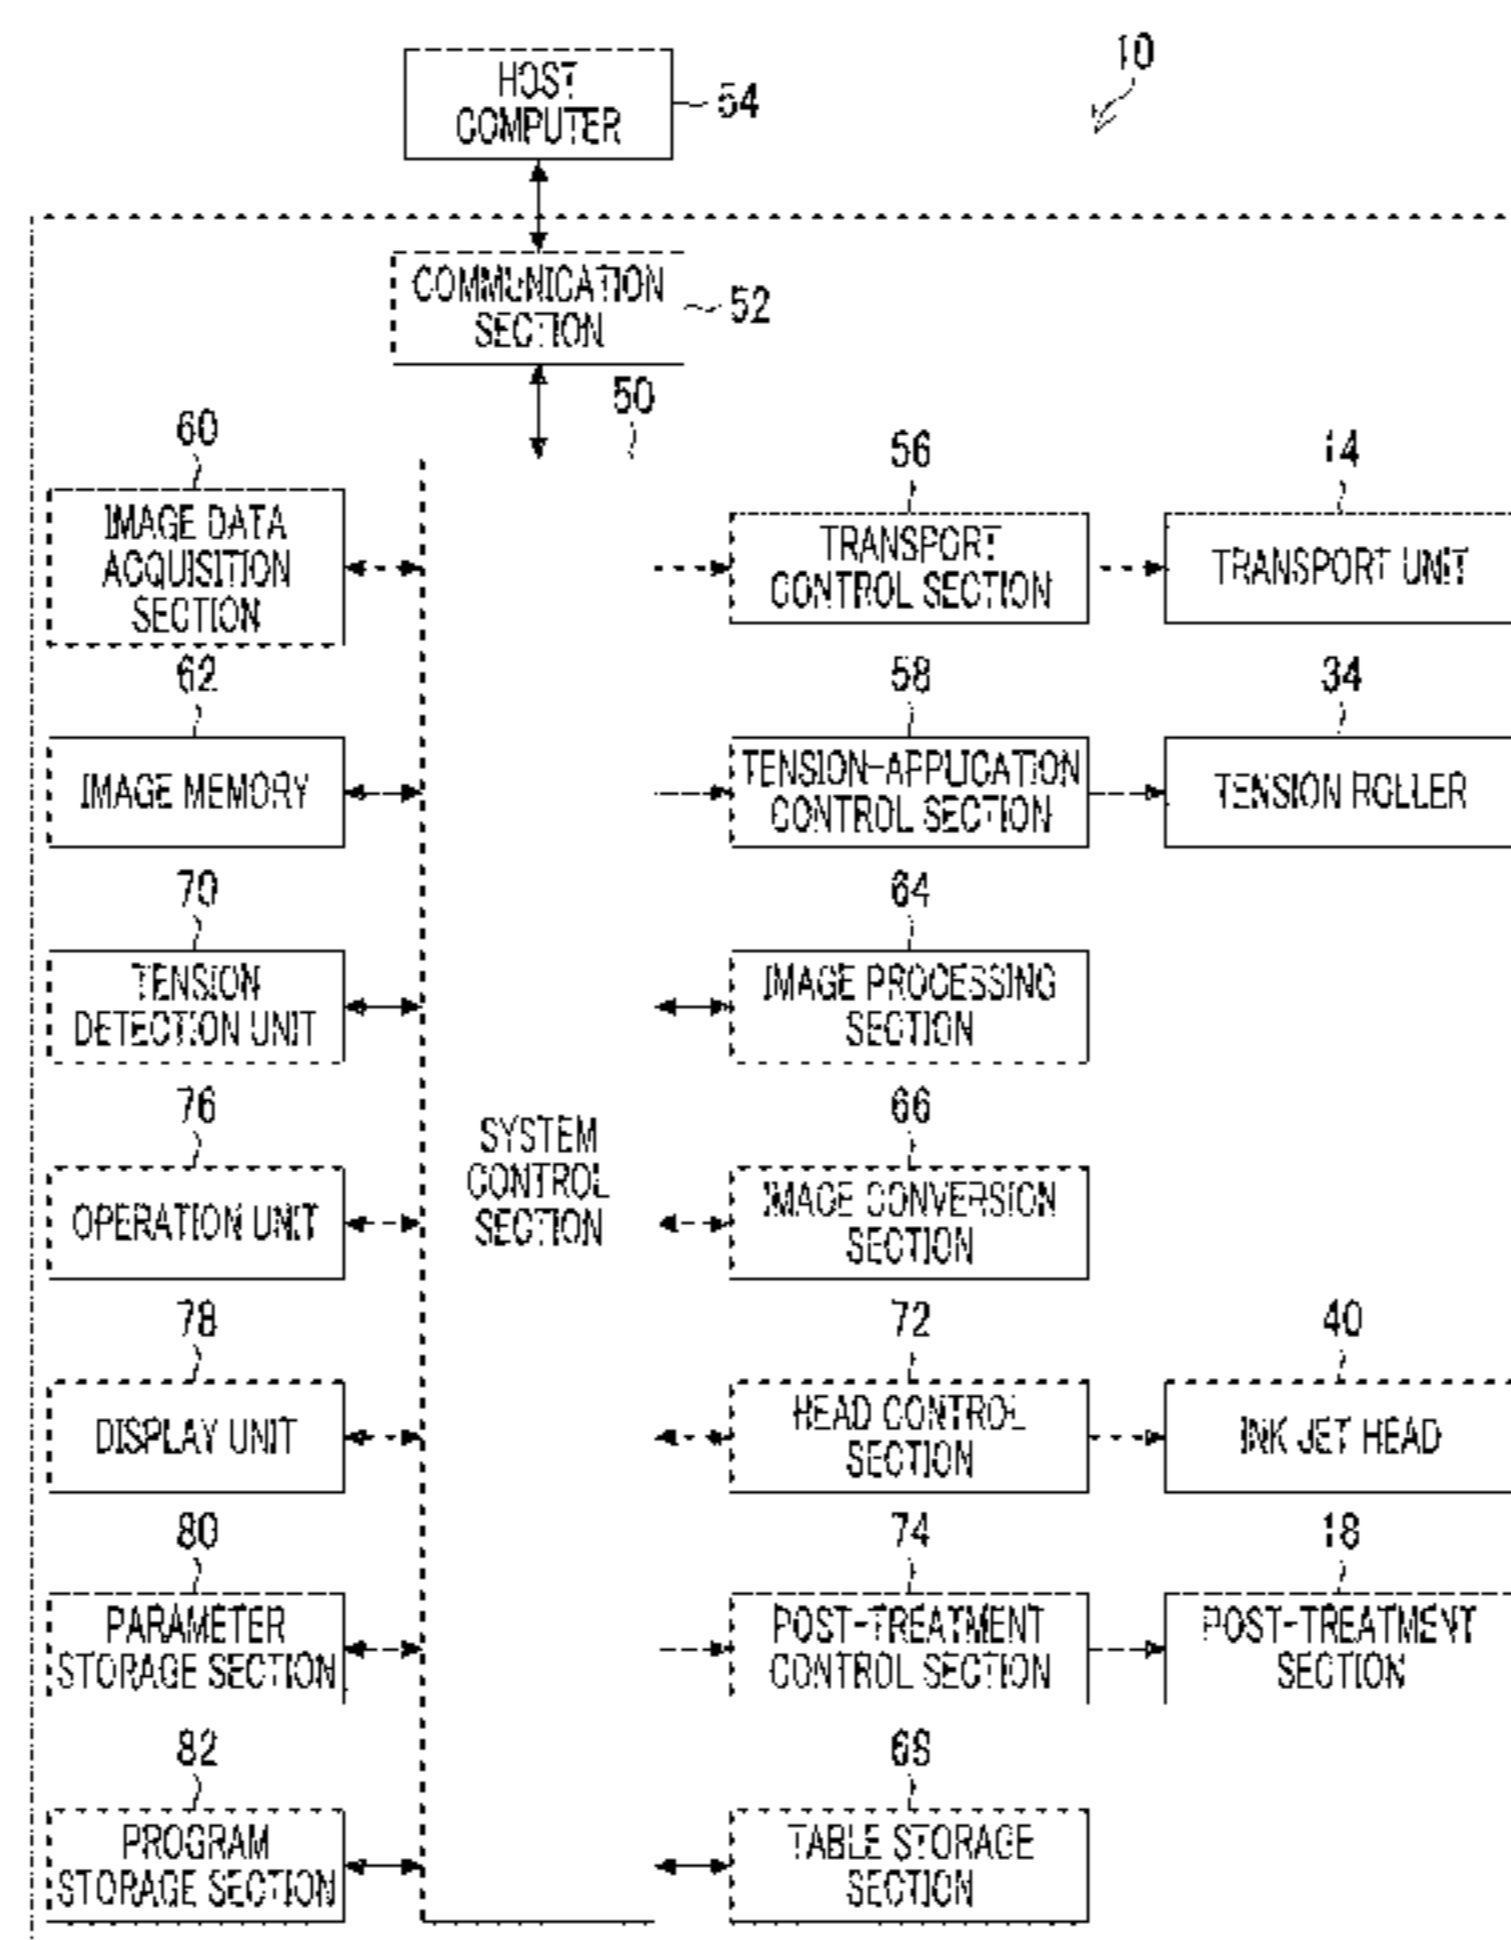 10
HOST
COMPUTER
54
COMMUNICATION
SECTION
52
50
60
IMAGE DATA
ACQUISITION
SECTION
56
TRANSPORT
CONTROL SECTION
14
TRANSPORT UNIT
62
IMAGE MEMORY
58
TENSION-APPLICATION
CONTROL SECTION
34
TENSION ROLLER
70
TENSION
DETECTION UNIT
64
IMAGE PROCESSING
SECTION
SYSTEM
CONTROL
SECTION
76
OPERATION UNIT
66
IMAGE CONVERSION
SECTION
78
DISPLAY UNIT
72
HEAD CONTROL
SECTION
40
INK JET HEAD
80
PARAMETER
STORAGE SECTION
74
POST-TREATMENT
CONTROL SECTION
18
POST-TREATMENT
SECTION
82
PROGRAM
STORAGE SECTION
TABLE STORAGE
SECTION